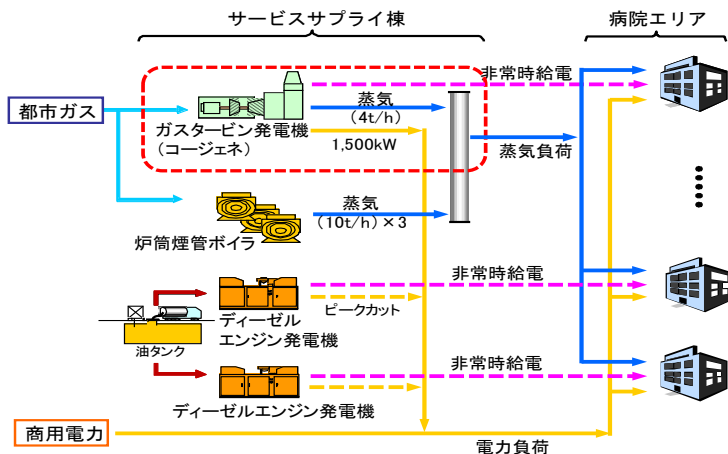 サービスサプライ棟
病院エリア
都市ガス
ガスタービン発電機
(コージェネ)
蒸気
(4t/h)
1,500kW
非常時給電
蒸気負荷
炉筒煙管ボイラ
蒸気
(10t/h)×3
ディーゼル
エンジン発電機
ピークカット
非常時給電
油タンク
ディーゼルエンジン発電機
非常時給電
商用電力
電力負荷